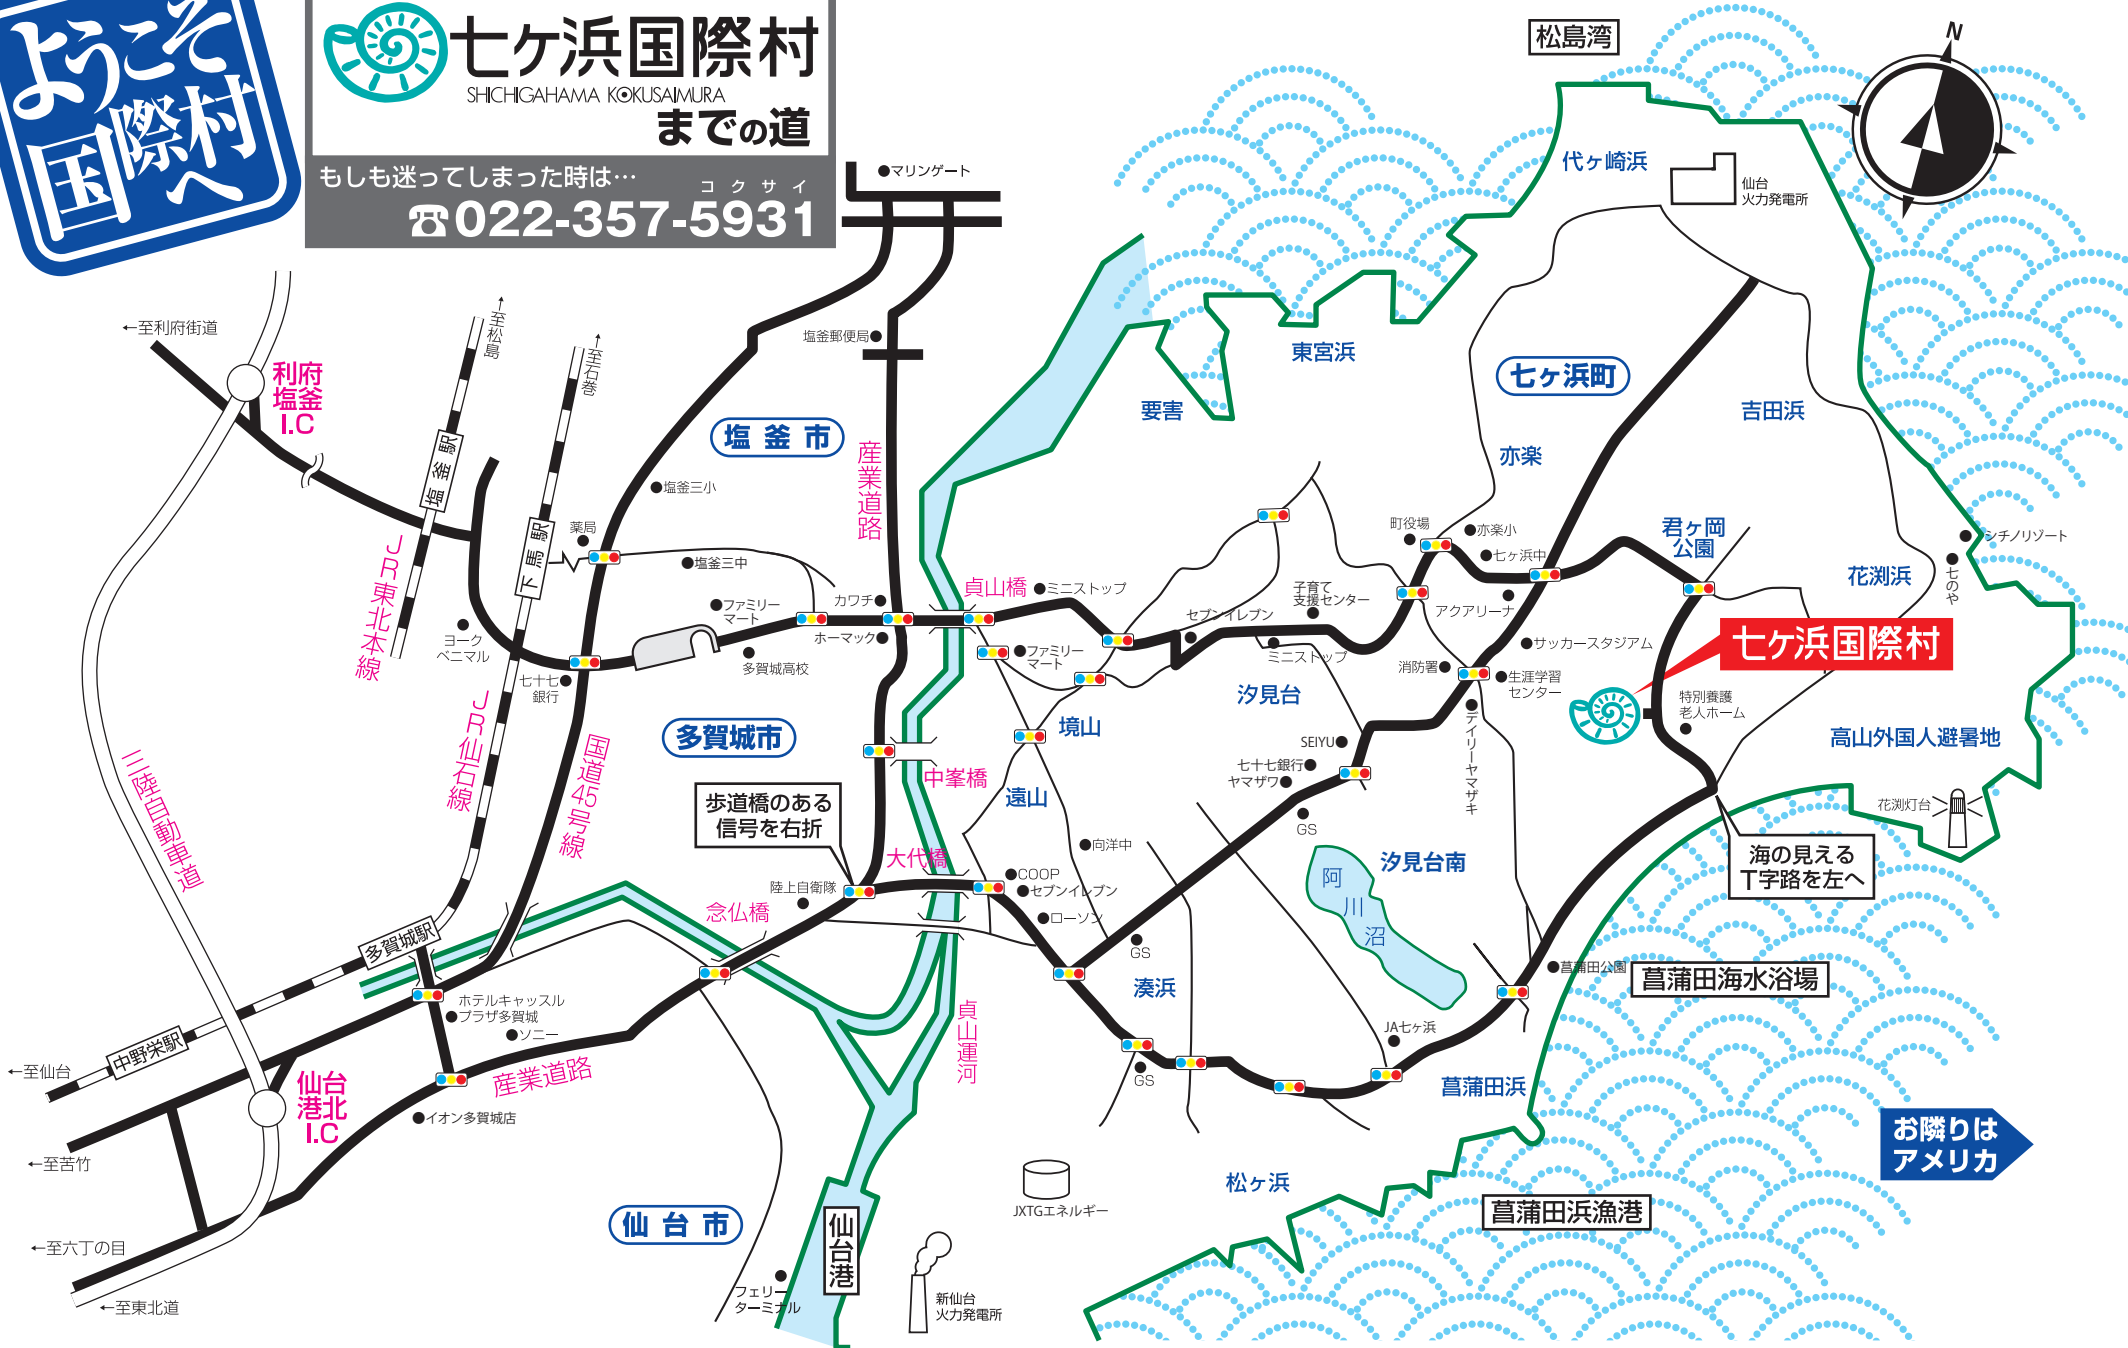 ようこそ
国際村
へ
七ヶ浜国際村
SHICHIGAHAMA KOKUSAIMURA
までの道
もしも迷ってしまった時は…
コクサイ
☎022-357-5931
松島湾
N
マリンゲート
代ヶ崎浜
仙台
火力発電所
←至利府街道
至松島→
至石巻→
塩釜郵便局
東宮浜
七ヶ浜町
利府
塩釜
I.C
要害
吉田浜
塩釜市
産業道路
塩釜駅
亦楽
塩釜三小
薬局
下馬駅
町役場
亦楽小
君ヶ岡
公園
シチノリゾート
JR東北本線
塩釜三中
七ヶ浜中
七のや
花渕浜
貞山橋
ミニストップ
子育て
支援センター
アクアリーナ
ファミリー
マート
カワチ
セブンイレブン
ヨーク
ベニマル
ホーマック
ファミリー
マート
ミニストップ
サッカースタジアム
七ヶ浜国際村
多賀城高校
消防署
生涯学習
センター
七十七
銀行
汐見台
特別養護
老人ホーム
JR仙石線
国道45号線
多賀城市
境山
SEIYU
デイリーヤマザキ
高山外国人避暑地
三陸自動車道
中峯橋
七十七銀行
ヤマザワ
歩道橋のある
信号を右折
遠山
GS
花渕灯台
大代橋
向洋中
汐見台南
海の見える
T字路を左へ
陸上自衛隊
COOP
セブンイレブン
阿川沼
念仏橋
ローソン
多賀城駅
GS
菖蒲田公園
菖蒲田海水浴場
ホテルキャッスル
プラザ多賀城
湊浜
ソニー
貞山運河
JA七ヶ浜
中野栄駅
←至仙台
産業道路
GS
仙台
港北
I.C
菖蒲田浜
イオン多賀城店
お隣りは
アメリカ
←至苦竹
松ヶ浜
JXTGエネルギー
菖蒲田浜漁港
仙台市
仙台港
←至六丁の目
フェリー
ターミナル
新仙台
火力発電所
←至東北道